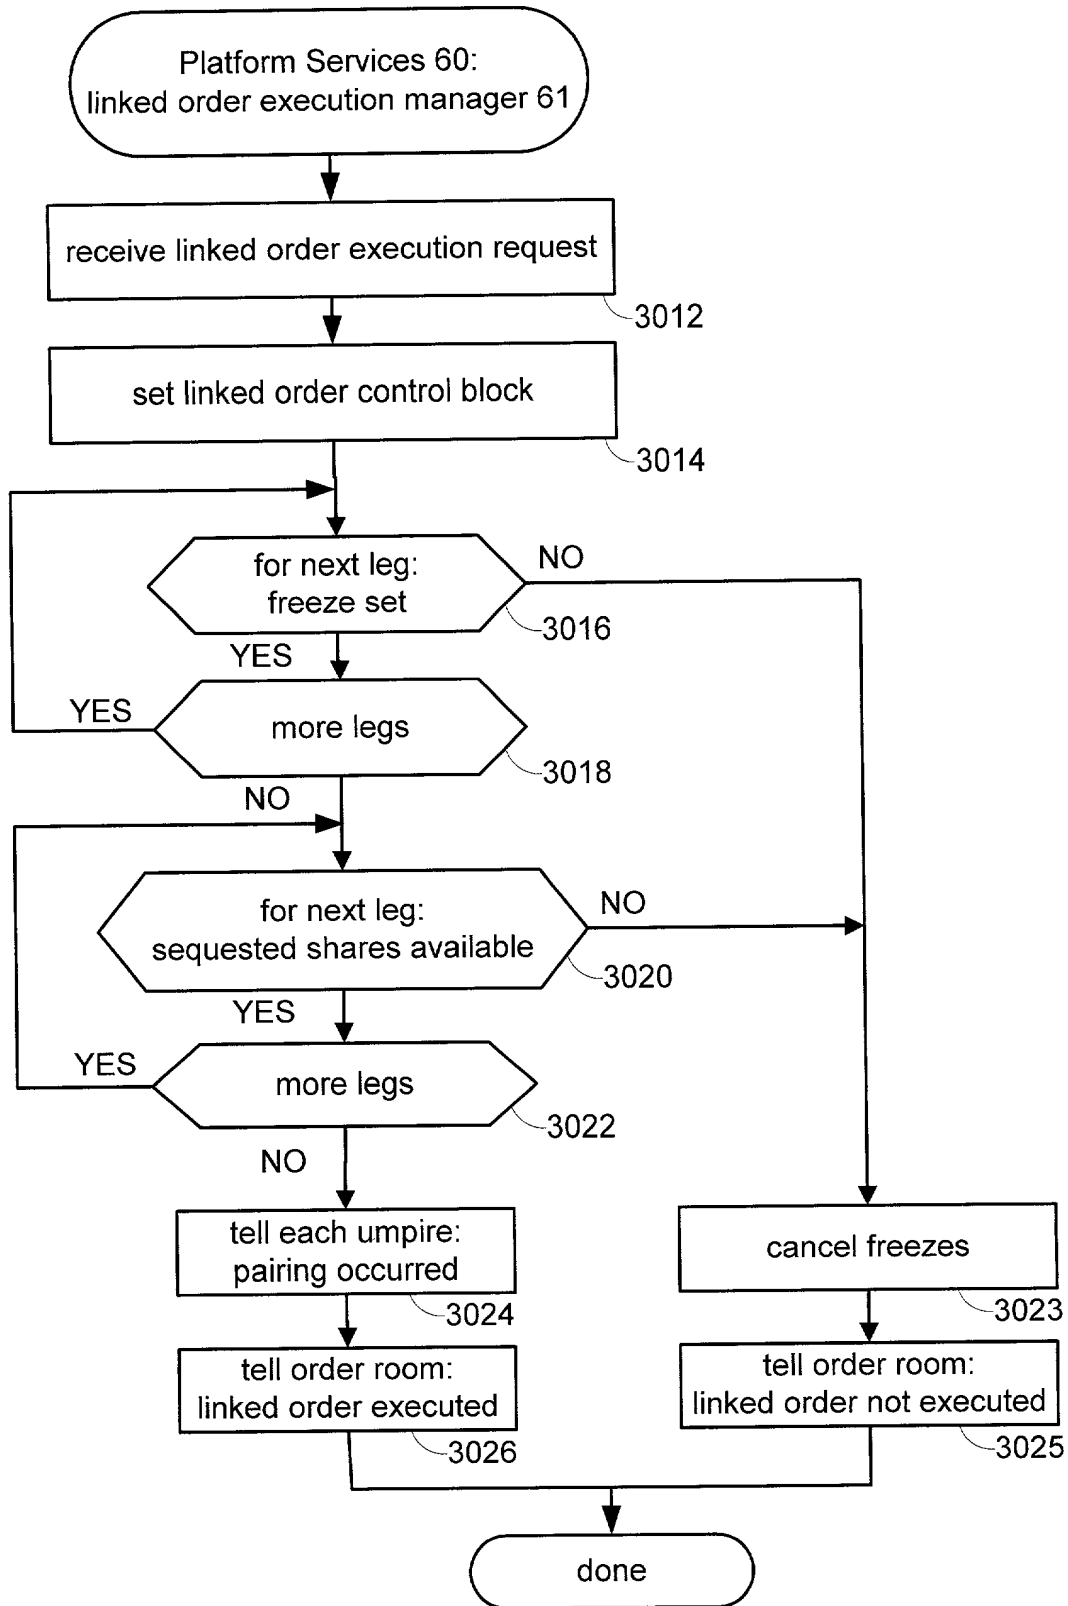 Platform Services 60:
linked order execution manager 61
receive linked order execution request
3012
set linked order control block
3014
for next leg:
freeze set
NO
3016
YES
more legs
YES
3018
NO
for next leg:
sequested shares available
NO
3020
YES
more legs
YES
3022
NO
tell each umpire:
pairing occurred
3024
cancel freezes
3023
tell order room:
linked order executed
3026
tell order room:
linked order not executed
3025
done